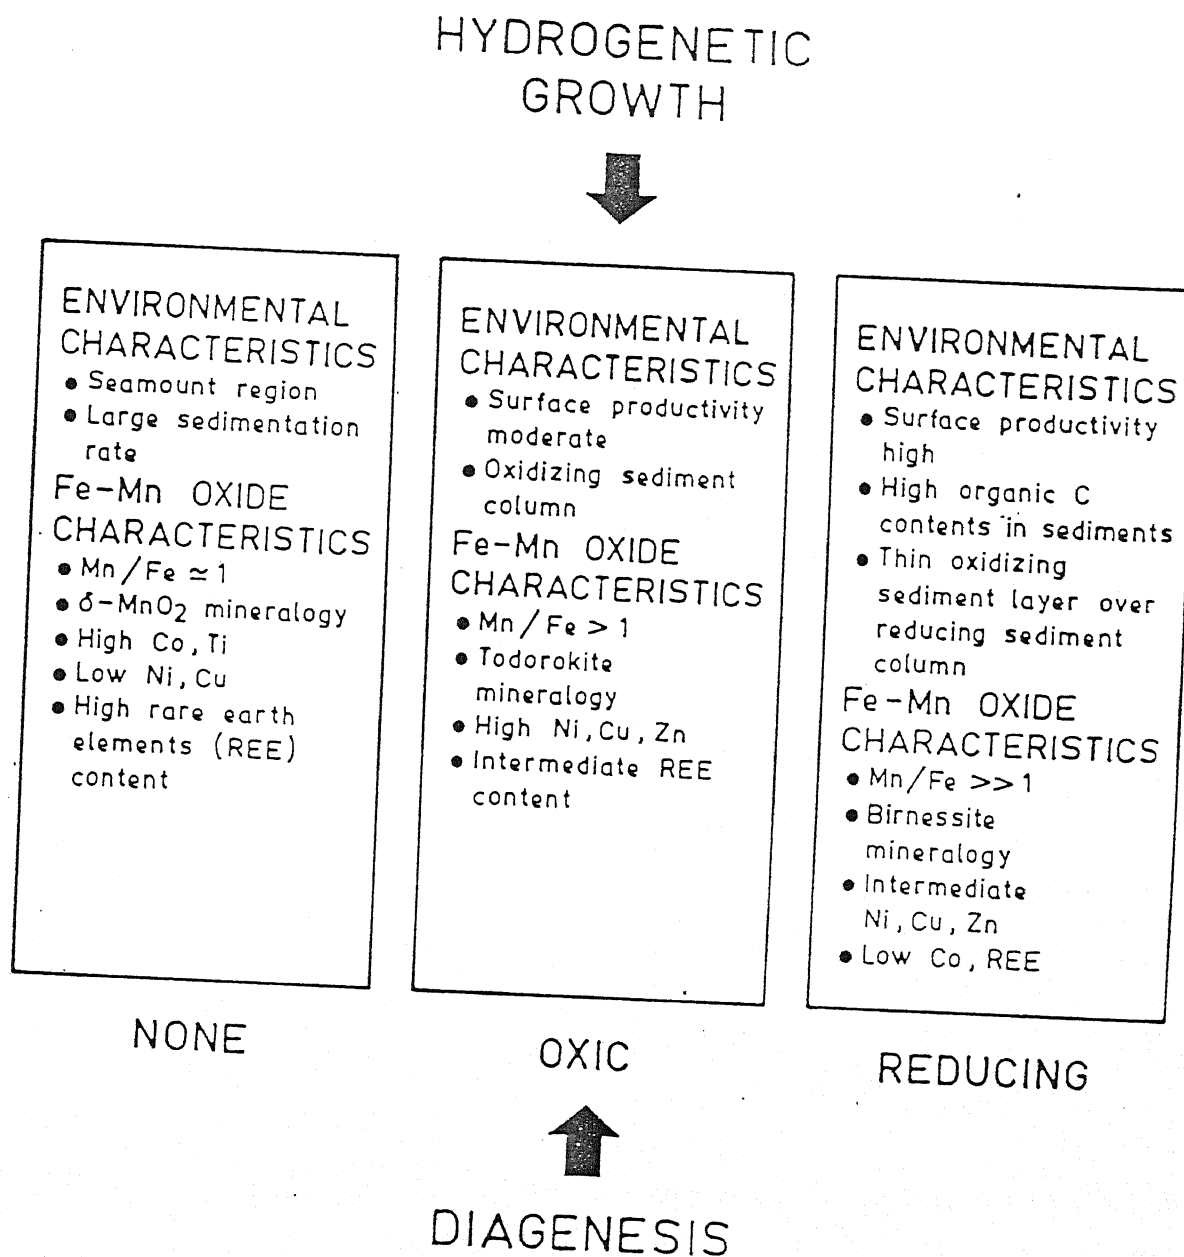 HYDROGENETIC
GROWTH
ENVIRONMENTAL
CHARACTERISTICS
• Seamount region
• Large sedimentation
rate
Fe-Mn OXIDE
CHARACTERISTICS
• Mn/Fe ≃ 1
• δ-MnO₂ mineralogy
• High Co, Ti
• Low Ni, Cu
• High rare earth
elements (REE)
content
NONE
ENVIRONMENTAL
CHARACTERISTICS
• Surface productivity
moderate
• Oxidizing sediment
column
Fe-Mn OXIDE
CHARACTERISTICS
• Mn/Fe > 1
• Todorokite
mineralogy
• High Ni, Cu, Zn
• Intermediate REE
content
OXIC
ENVIRONMENTAL
CHARACTERISTICS
• Surface productivity
high
• High organic C
contents in sediments
• Thin oxidizing
sediment layer over
reducing sediment
column
Fe-Mn OXIDE
CHARACTERISTICS
• Mn/Fe >> 1
• Birnessite
mineralogy
• Intermediate
Ni, Cu, Zn
• Low Co, REE
REDUCING
DIAGENESIS